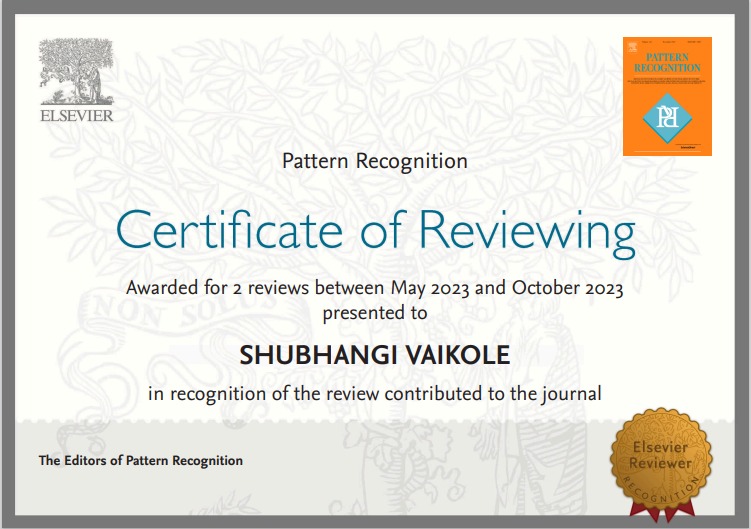 ELSEVIER
PATTERN
RECOGNITION
Pattern Recognition
Certificate of Reviewing
Awarded for 2 reviews between May 2023 and October 2023
presented to
NON SOLUS
SHUBHANGI VAIKOLE
in recognition of the review contributed to the journal
The Editors of Pattern Recognition
Elsevier
Reviewer
RECOGNITION